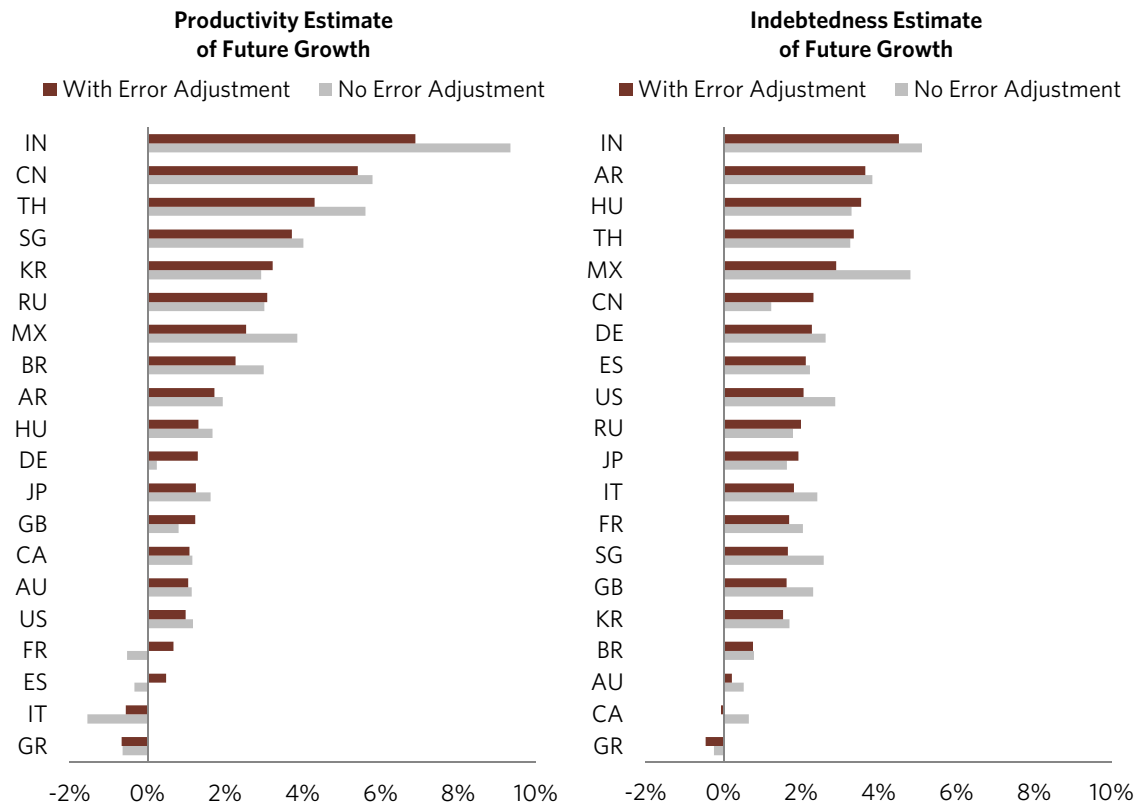 Productivity Estimate
of Future Growth
With Error Adjustment No Error Adjustment
IN
CN
TH
SG
KR
RU
MX
BR
AR
HU
DE
JP
GB
CA
AU
US
FR
ES
IT
GR
-2% 0% 2% 4% 6% 8% 10%
Indebtedness Estimate
of Future Growth
With Error Adjustment No Error Adjustment
IN
AR
HU
TH
MX
CN
DE
ES
US
RU
JP
IT
FR
SG
GB
KR
BR
AU
CA
GR
-2% 0% 2% 4% 6% 8% 10%